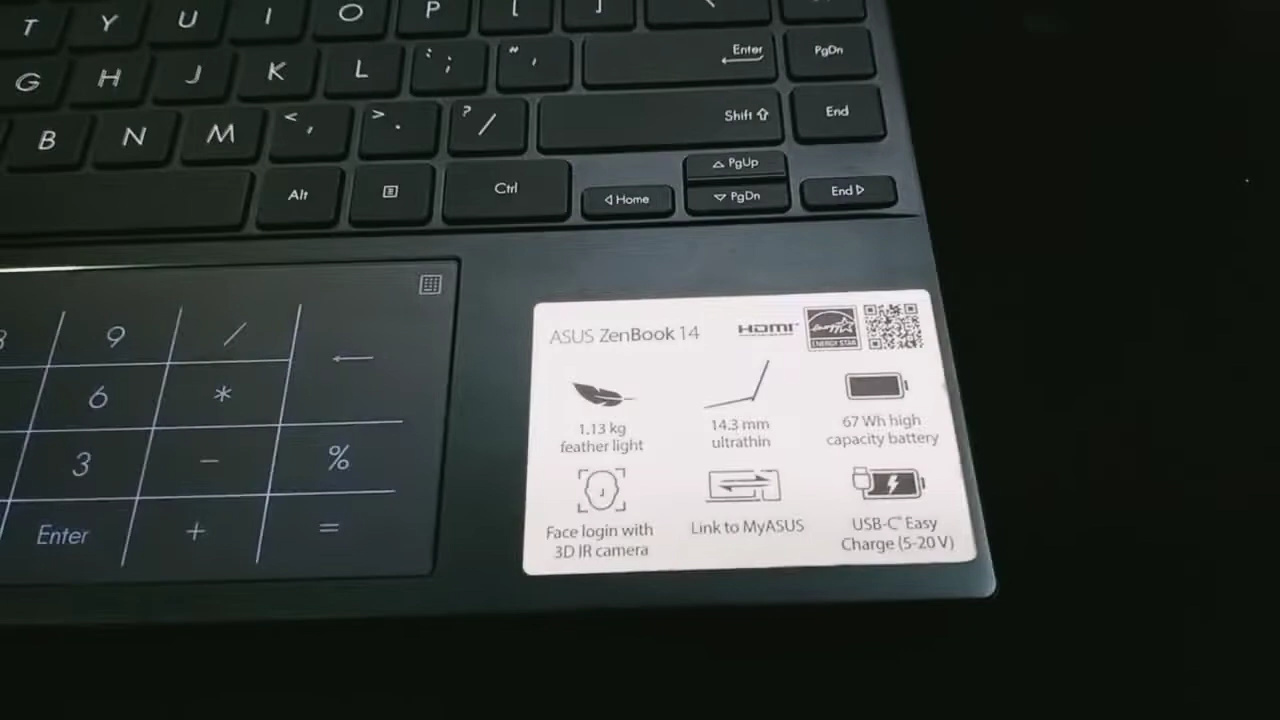 T Y U I O P [ ] \
G H J K L : ; " ' Enter PgDn
B N M < , > . ? / Shift End
Alt Ctrl Home PgUp PgDn End
9 /
6 *
3 - %
Enter + =
ASUS ZenBook 14 HDMI ENERGY STAR
1.13 kg
feather light
14.3 mm
ultrathin
67 Wh high
capacity battery
Face login with
3D IR camera
Link to MyASUS
USB-C® Easy
Charge (5-20 V)